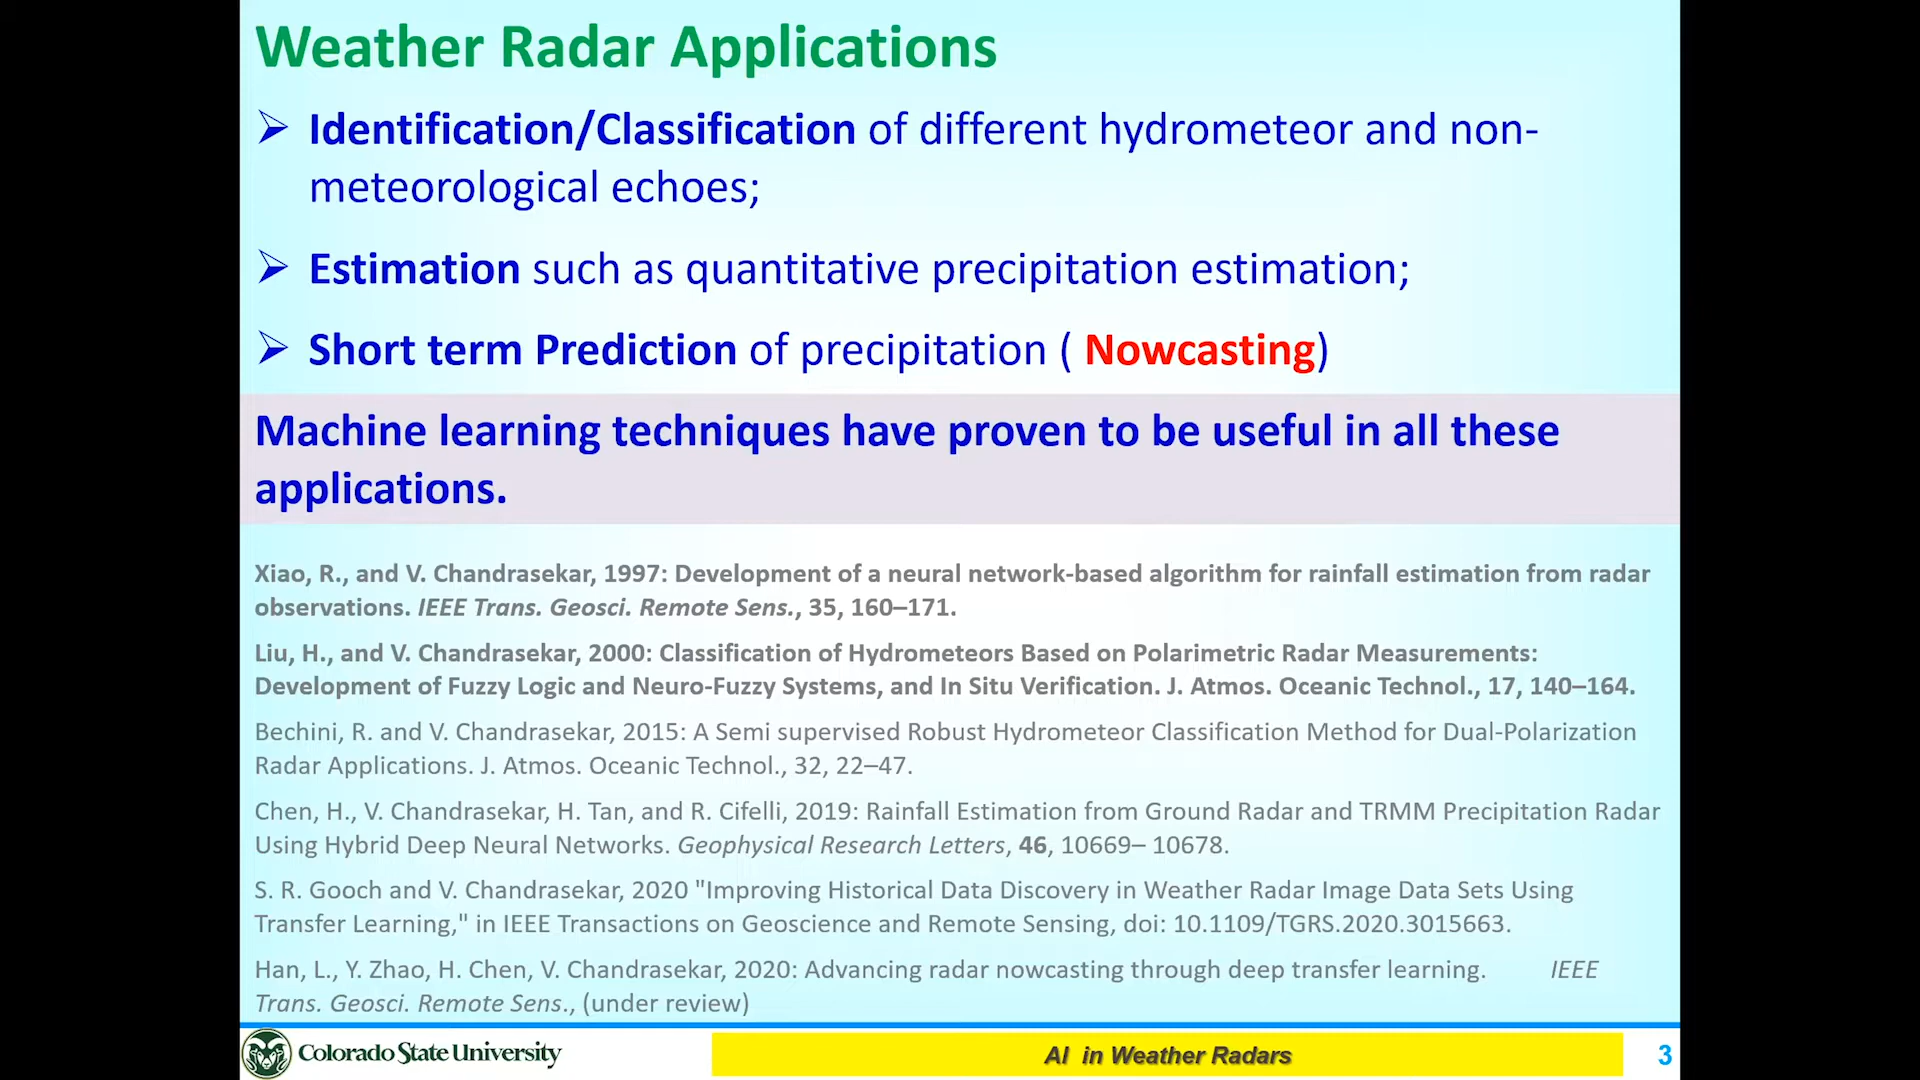 Weather Radar Applications
Identification/Classification of different hydrometeor and non-
meteorological echoes;
Estimation such as quantitative precipitation estimation;
Short term Prediction of precipitation ( Nowcasting)
Machine learning techniques have proven to be useful in all these
applications.
Xiao, R., and V. Chandrasekar, 1997: Development of a neural network-based algorithm for rainfall estimation from radar
observations. IEEE Trans. Geosci. Remote Sens., 35, 160–171.
Liu, H., and V. Chandrasekar, 2000: Classification of Hydrometeors Based on Polarimetric Radar Measurements:
Development of Fuzzy Logic and Neuro-Fuzzy Systems, and In Situ Verification. J. Atmos. Oceanic Technol., 17, 140–164.
Bechini, R. and V. Chandrasekar, 2015: A Semi supervised Robust Hydrometeor Classification Method for Dual-Polarization
Radar Applications. J. Atmos. Oceanic Technol., 32, 22–47.
Chen, H., V. Chandrasekar, H. Tan, and R. Cifelli, 2019: Rainfall Estimation from Ground Radar and TRMM Precipitation Radar
Using Hybrid Deep Neural Networks. Geophysical Research Letters, 46, 10669– 10678.
S. R. Gooch and V. Chandrasekar, 2020 "Improving Historical Data Discovery in Weather Radar Image Data Sets Using
Transfer Learning," in IEEE Transactions on Geoscience and Remote Sensing, doi: 10.1109/TGRS.2020.3015663.
Han, L., Y. Zhao, H. Chen, V. Chandrasekar, 2020: Advancing radar nowcasting through deep transfer learning. IEEE
Trans. Geosci. Remote Sens., (under review)
Colorado State University
AI in Weather Radars
3